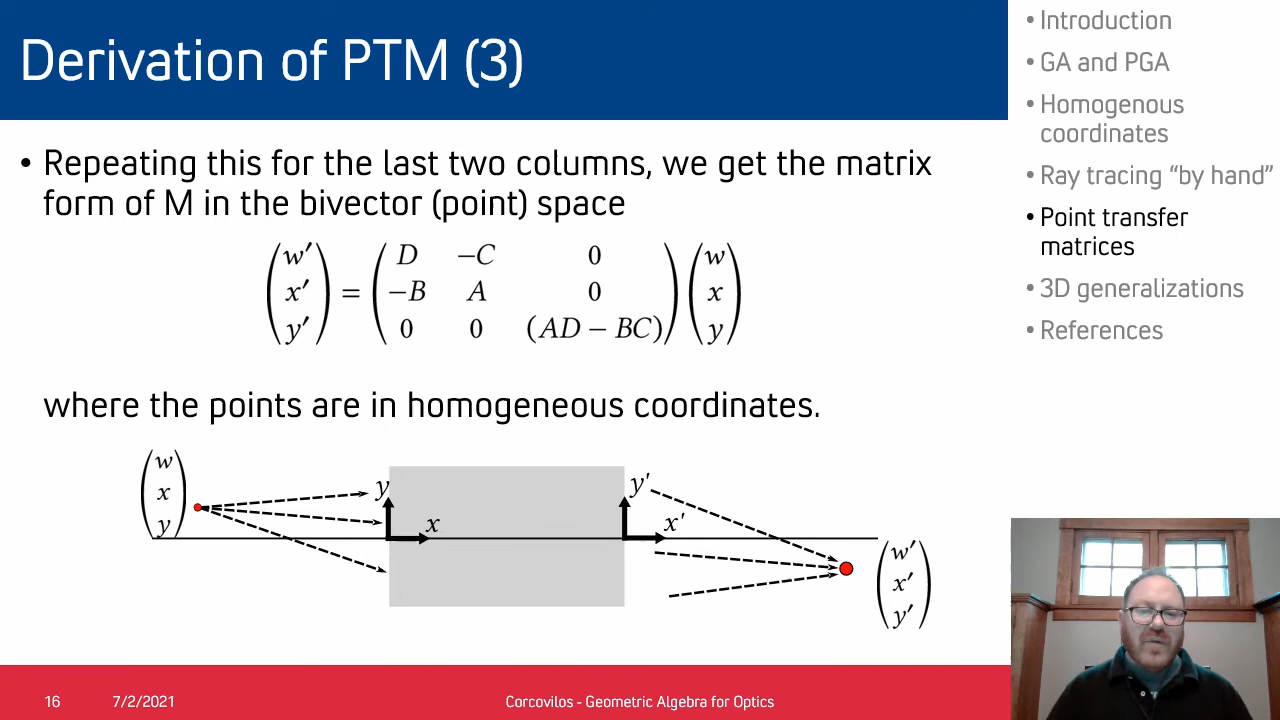 Derivation of PTM (3)
• Repeating this for the last two columns, we get the matrix
form of M in the bivector (point) space
w′ D −C 0 w
x′ = −B A 0 x
y′ 0 0 (AD − BC) y
where the points are in homogeneous coordinates.
w
x
y
y
x
y′
x′
w′
x′
y′
16 7/2/2021 Corcovilos - Geometric Algebra for Optics
• Introduction
• GA and PGA
• Homogenous
coordinates
• Ray tracing “by hand”
• Point transfer
matrices
• 3D generalizations
• References